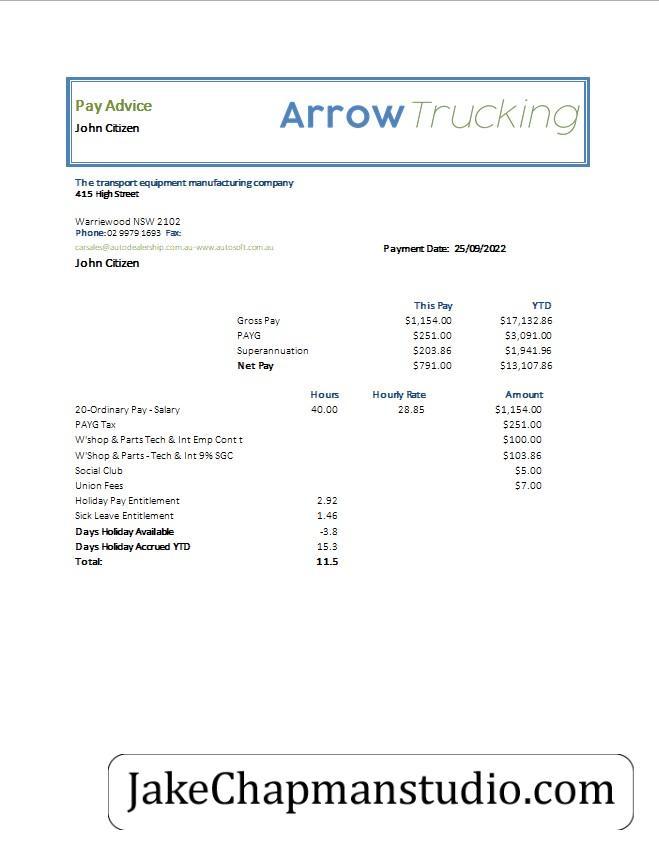 Pay Advice
Arrow Trucking
John Citizen
The transport equipment manufacturing company
415 High Street
Warriewood NSW 2102
Phone: 02 9979 1693 Fax:
carsales@autodealership.com.au-www.autosoft.com.au
Payment Date: 25/09/2022
John Citizen
This Pay YTD
Gross Pay $1,154.00 $17,132.86
PAYG $251.00 $3,091.00
Superannuation $203.86 $1,941.96
Net Pay $791.00 $13,107.86
Hours Hourly Rate Amount
20-Ordinary Pay - Salary 40.00 28.85 $1,154.00
PAYG Tax $251.00
W'shop & Parts Tech & Int Emp Cont t $100.00
W'Shop & Parts - Tech & Int 9% SGC $103.86
Social Club $5.00
Union Fees $7.00
Holiday Pay Entitlement 2.92
Sick Leave Entitlement 1.46
Days Holiday Available -3.8
Days Holiday Accrued YTD 15.3
Total: 11.5
JakeChapmanstudio.com